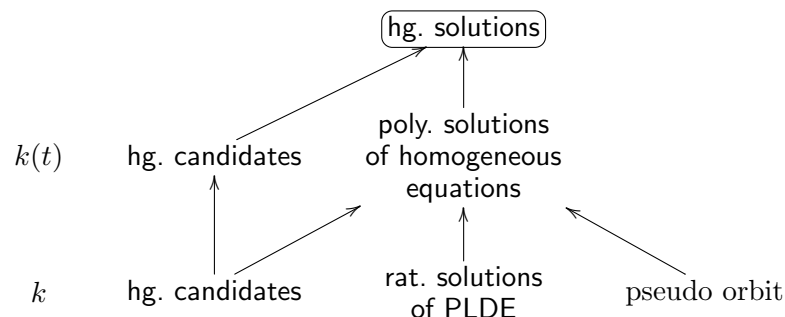 hg. solutions
poly. solutions
k(t) hg. candidates of homogeneous
equations
rat. solutions
k hg. candidates pseudo orbit
of PLDE